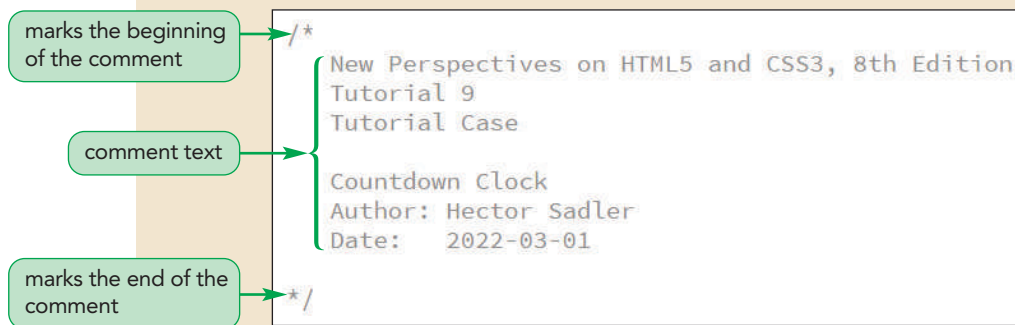 marks the beginning
of the comment
/*
New Perspectives on HTML5 and CSS3, 8th Edition
Tutorial 9
Tutorial Case
comment text
Countdown Clock
Author: Hector Sadler
Date:   2022-03-01
marks the end of the
comment
*/